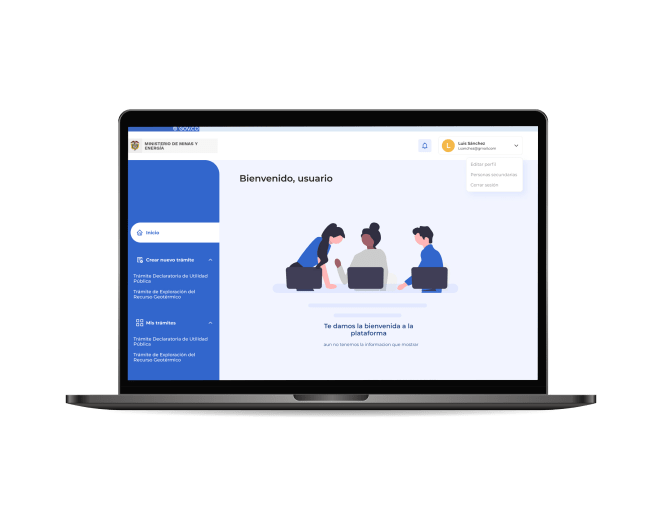 GOV.CO
MINISTERIO DE MINAS Y
ENERGÍA
L
Luis Sánchez
Editar perfil
Personas secundarias
Cerrar sesión
Bienvenido, usuario
Inicio
Crear nuevo trámite
Trámite Declaratoria de Utilidad
Pública
Trámite de Exploración del
Recurso Geotérmico
Mis trámites
Trámite Declaratoria de Utilidad
Pública
Trámite de Exploración del
Recurso Geotérmico
Te damos la bienvenida a la
plataforma
aun no tenemos la informacion que mostrar